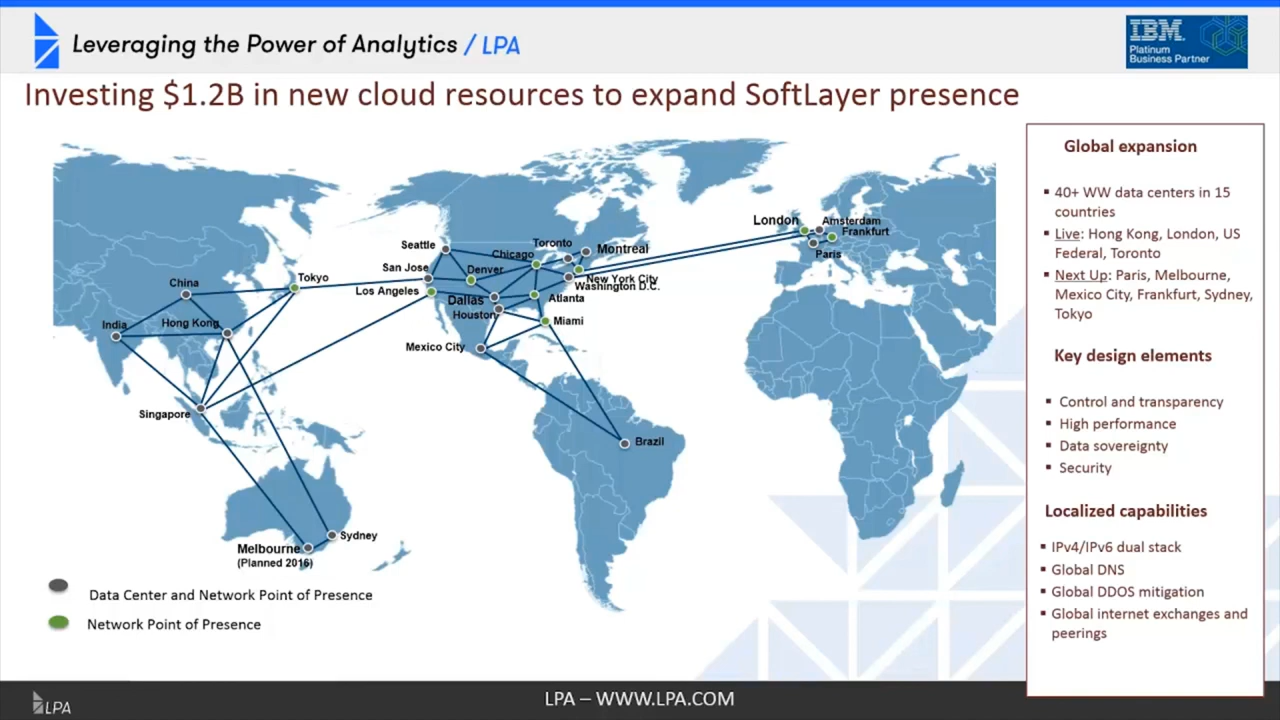 Leveraging the Power of Analytics / LPA
IBM
Platinum
Business Partner
Investing $1.2B in new cloud resources to expand SoftLayer presence
London
Amsterdam
Frankfurt
Paris
Seattle
Toronto
Montreal
Chicago
San Jose
Denver
New York City
Washington D.C.
Los Angeles
Dallas
Houston
Atlanta
Miami
Mexico City
Brazil
Tokyo
China
India
Hong Kong
Singapore
Sydney
Melbourne
(Planned 2016)
Data Center and Network Point of Presence
Network Point of Presence
Global expansion
▪ 40+ WW data centers in 15
countries
▪ Live: Hong Kong, London, US
Federal, Toronto
▪ Next Up: Paris, Melbourne,
Mexico City, Frankfurt, Sydney,
Tokyo
Key design elements
▪ Control and transparency
▪ High performance
▪ Data sovereignty
▪ Security
Localized capabilities
▪ IPv4/IPv6 dual stack
▪ Global DNS
▪ Global DDOS mitigation
▪ Global internet exchanges and
peerings
LPA
LPA – WWW.LPA.COM